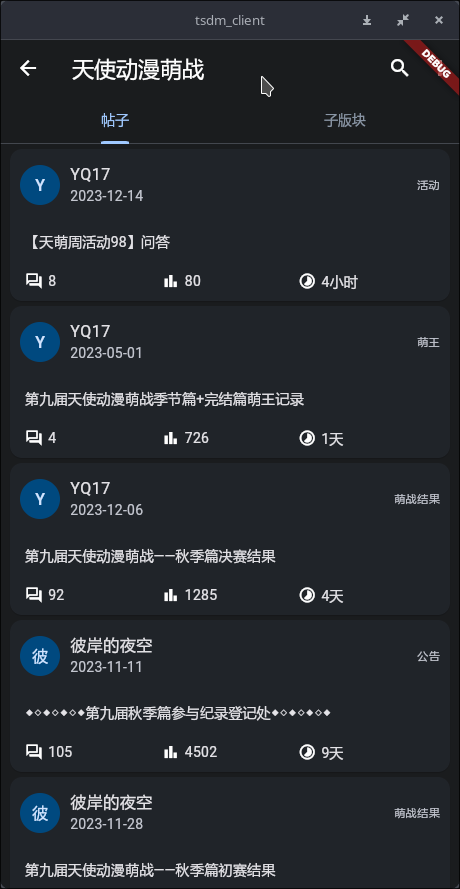 tsdm_client
天使动漫萌战
DEBUG
帖子
子版块
Y
YQ17
2023-12-14
活动
【天萌周活动98】问答
8
80
4小时
Y
YQ17
2023-05-01
萌王
第九届天使动漫萌战季节篇+完结篇萌王记录
4
726
1天
Y
YQ17
2023-12-06
萌战结果
第九届天使动漫萌战——秋季篇决赛结果
92
1285
4天
彼
彼岸的夜空
2023-11-11
公告
◆◇◆◇◆◇◆第九届秋季篇参与纪录登记处◆◇◆◇◆◇◆
105
4502
9天
彼
彼岸的夜空
2023-11-28
萌战结果
第九届天使动漫萌战——秋季篇初赛结果